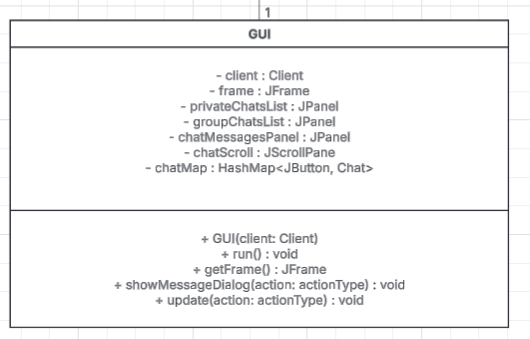 1
GUI
- client : Client
- frame : JFrame
- privateChatsList : JPanel
- groupChatsList : JPanel
- chatMessagesPanel : JPanel
- chatScroll : JScrollPane
- chatMap : HashMap<JButton, Chat>
+ GUI(client: Client)
+ run() : void
+ getFrame() : JFrame
+ showMessageDialog(action: actionType) : void
+ update(action: actionType) : void